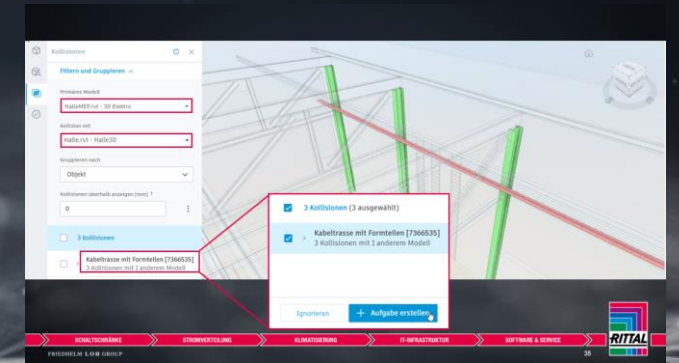 Kollisionen
Filtern und Gruppieren
Primäres Modell
HalleMEP.rvt - 3D Elektro
Kollision mit
Halle.rvt - Halle3D
Gruppieren nach
Objekt
Kollisionen oberhalb anzeigen (mm)
0
3 Kollisionen
Kabeltrasse mit Formteilen [7366535]
3 Kollisionen mit 1 anderem Modell
3 Kollisionen (3 ausgewählt)
Kabeltrasse mit Formteilen [7366535]
3 Kollisionen mit 1 anderem Modell
Ignorieren
+ Aufgabe erstellen
SCHALTSCHRÄNKE
STROMVERTEILUNG
KLIMATISIERUNG
IT-INFRASTRUKTUR
SOFTWARE & SERVICE
RITTAL
FRIEDHELM LOH GROUP